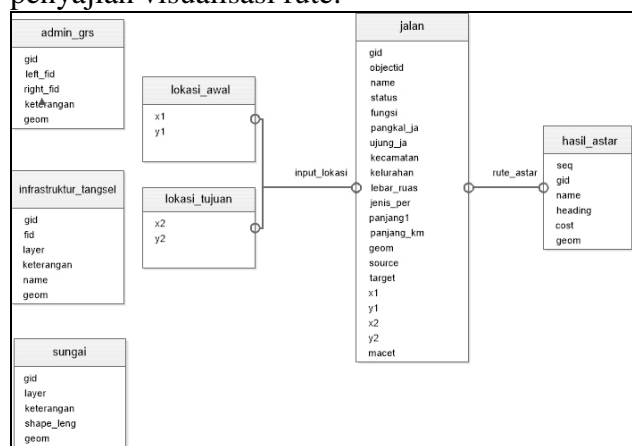 penyajian visualisasi rute.
admin_grs
gid
left_fid
right_fid
keterangan
geom
infrastruktur_tangsel
gid
fid
layer
keterangan
name
geom
sungai
gid
layer
keterangan
shape_leng
geom
lokasi_awal
x1
y1
lokasi_tujuan
x2
y2
input_lokasi
jalan
gid
objectid
name
status
fungsi
pangkal_ja
ujung_ja
kecamatan
kelurahan
lebar_ruas
jenis_per
panjang1
panjang_km
geom
source
target
x1
y1
x2
y2
macet
rute_astar
hasil_astar
seq
gid
name
heading
cost
geom